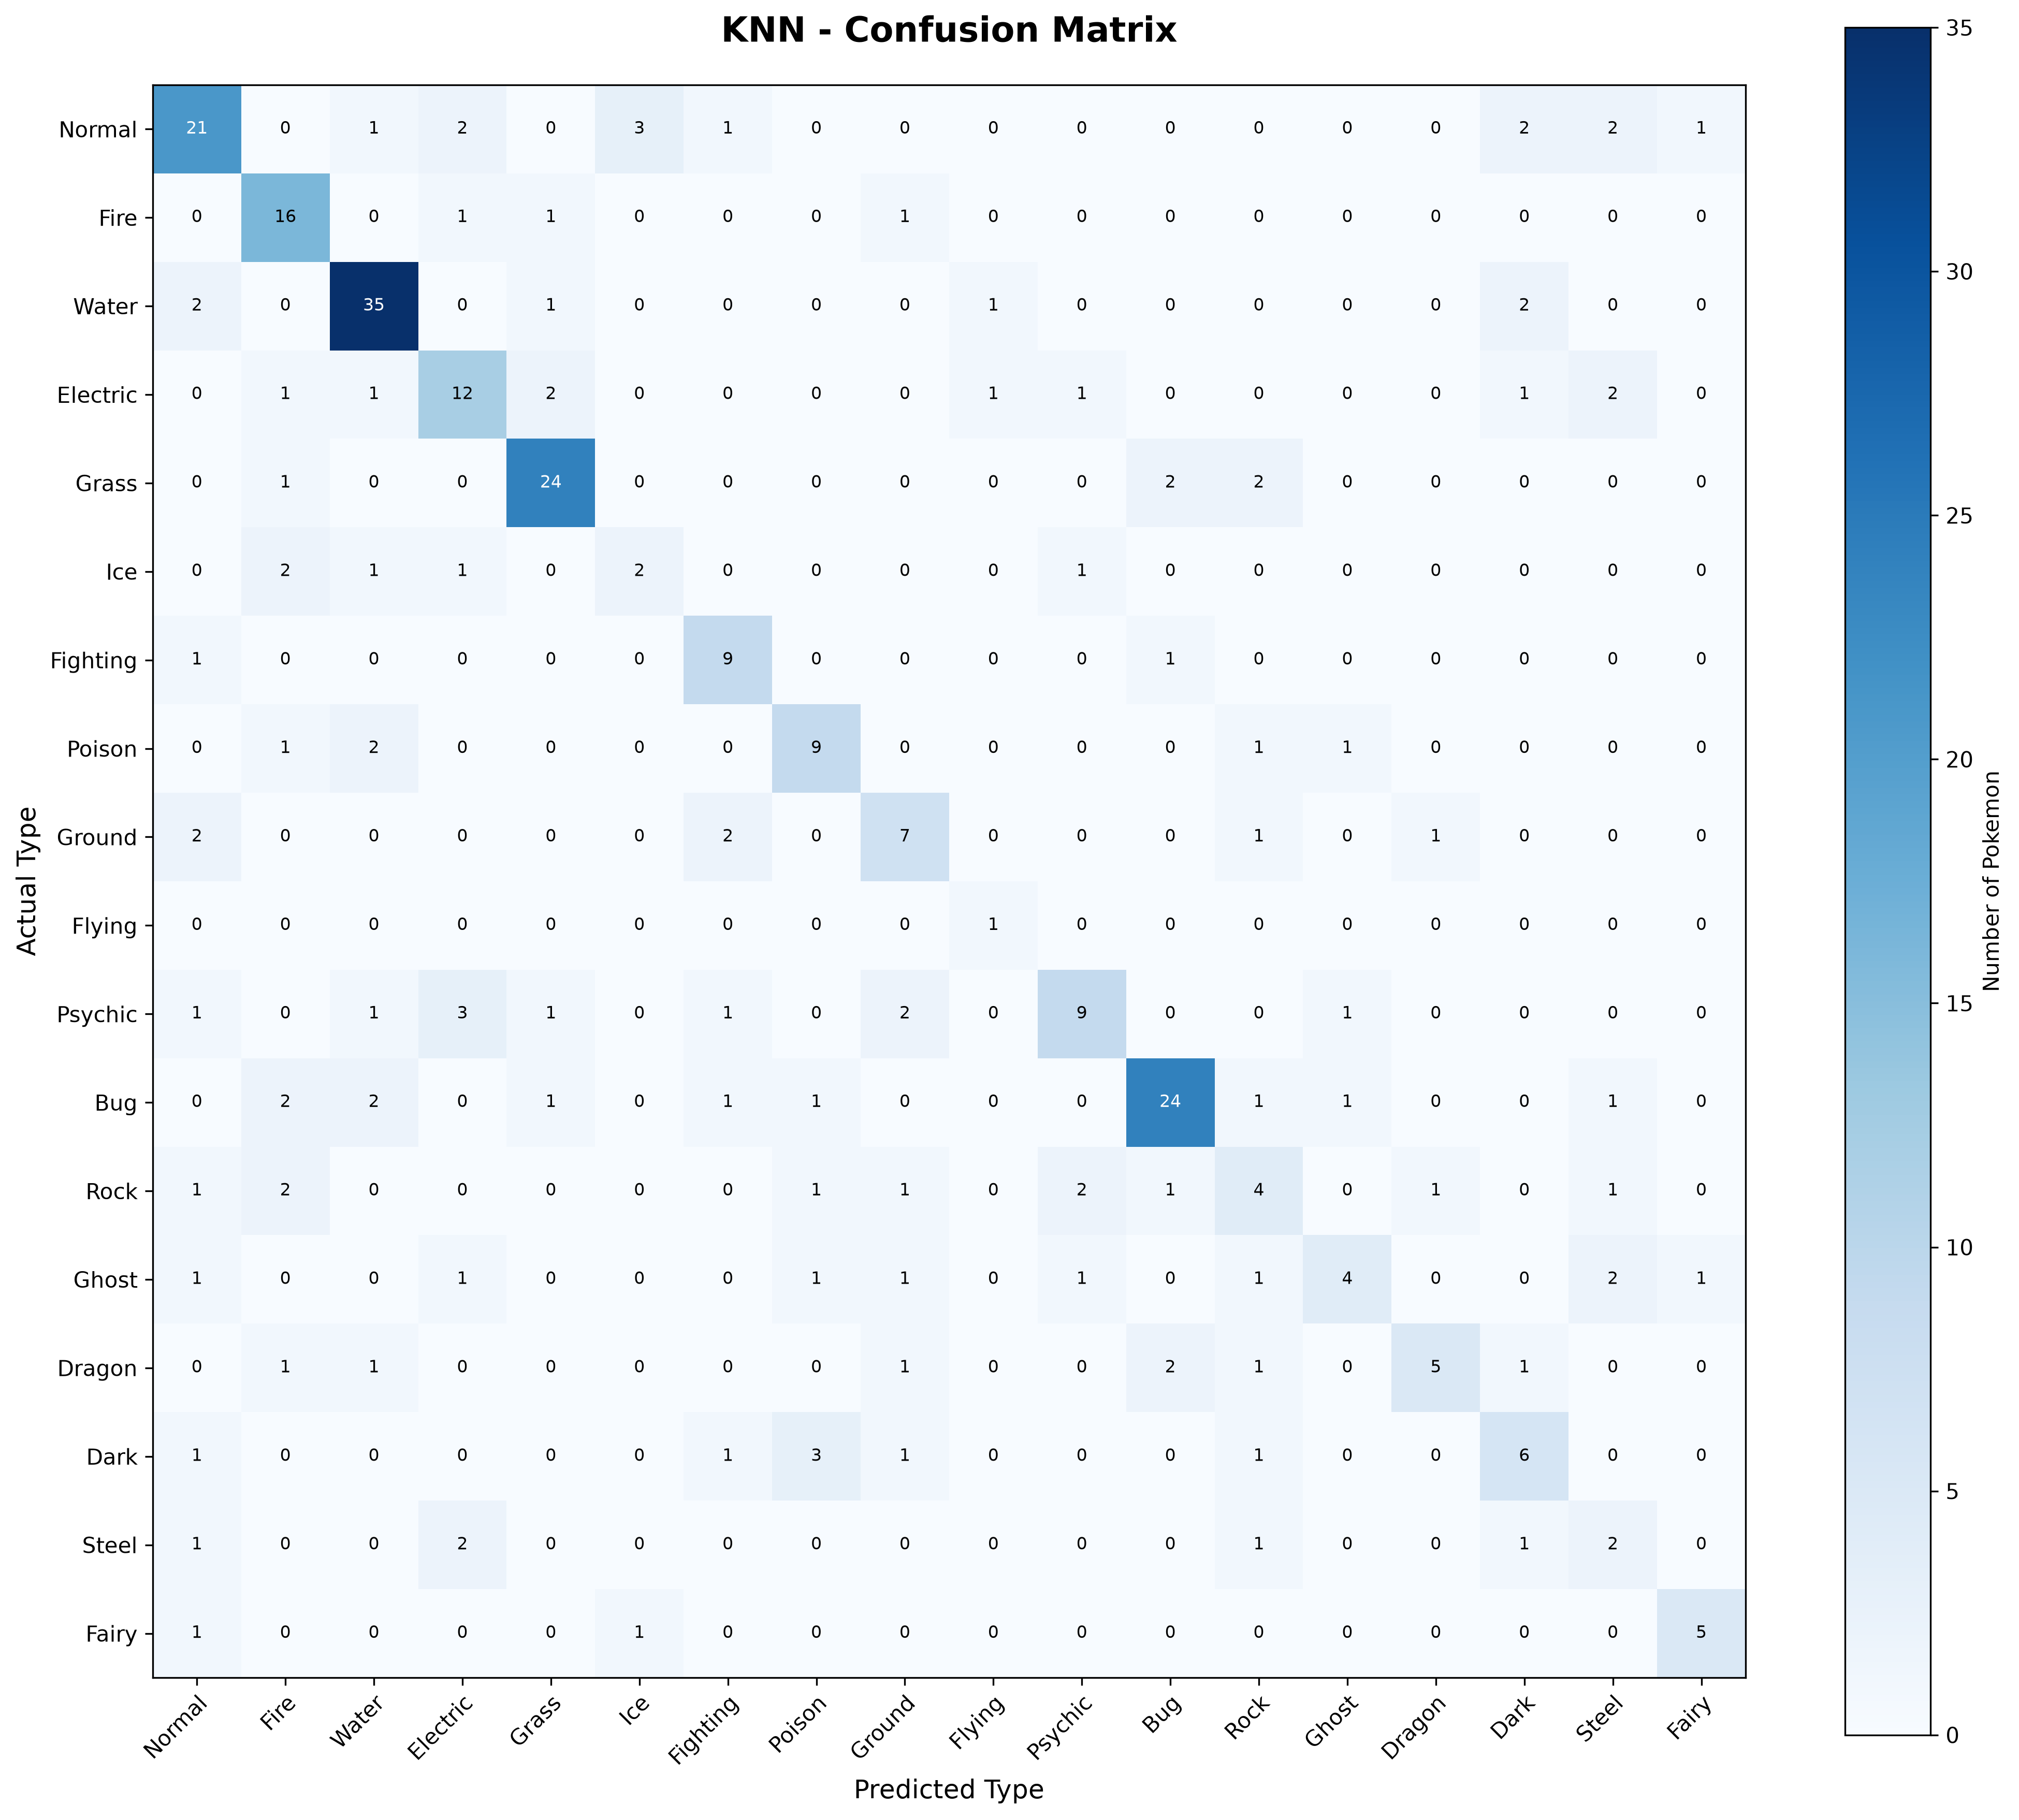 KNN - Confusion Matrix
Normal 21 0 1 2 0 3 1 0 0 0 0 0 0 0 0 2 2 1
Fire 0 16 0 1 1 0 0 0 1 0 0 0 0 0 0 0 0 0
Water 2 0 35 0 1 0 0 0 0 1 0 0 0 0 0 2 0 0
Electric 0 1 1 12 2 0 0 0 0 1 1 0 0 0 0 1 2 0
Grass 0 1 0 0 24 0 0 0 0 0 0 2 2 0 0 0 0 0
Ice 0 2 1 1 0 2 0 0 0 0 1 0 0 0 0 0 0 0
Fighting 1 0 0 0 0 0 9 0 0 0 0 1 0 0 0 0 0 0
Poison 0 1 2 0 0 0 0 9 0 0 0 0 1 1 0 0 0 0
Ground 2 0 0 0 0 0 2 0 7 0 0 0 1 0 1 0 0 0
Flying 0 0 0 0 0 0 0 0 0 1 0 0 0 0 0 0 0 0
Psychic 1 0 1 3 1 0 1 0 2 0 9 0 0 1 0 0 0 0
Bug 0 2 2 0 1 0 1 1 0 0 0 24 1 1 0 0 1 0
Rock 1 2 0 0 0 0 0 1 1 0 2 1 4 0 1 0 1 0
Ghost 1 0 0 1 0 0 0 1 1 0 1 0 1 4 0 0 2 1
Dragon 0 1 1 0 0 0 0 0 1 0 0 2 1 0 5 1 0 0
Dark 1 0 0 0 0 0 1 3 1 0 0 0 1 0 0 6 0 0
Steel 1 0 0 2 0 0 0 0 0 0 0 0 1 0 0 1 2 0
Fairy 1 0 0 0 0 1 0 0 0 0 0 0 0 0 0 0 0 5
Normal Fire Water Electric Grass Ice Fighting Poison Ground Flying Psychic Bug Rock Ghost Dragon Dark Steel Fairy
Predicted Type
Actual Type
35
30
25
20
15
10
5
0
Number of Pokemon